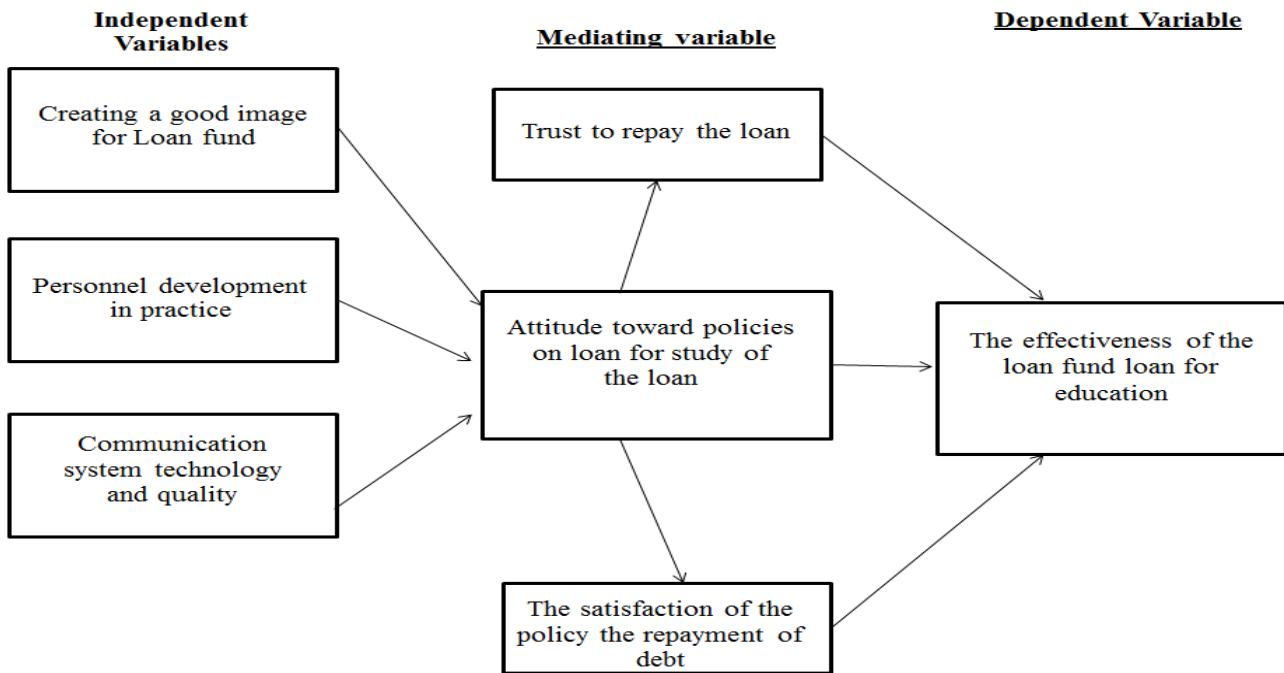 Independent
Variables
Mediating variable
Dependent Variable
Creating a good image
for Loan fund
Trust to repay the loan
Personnel development
in practice
Attitude toward policies
on loan for study of
the loan
The effectiveness of the
loan fund loan for
education
Communication
system technology
and quality
The satisfaction of the
policy the repayment of
debt